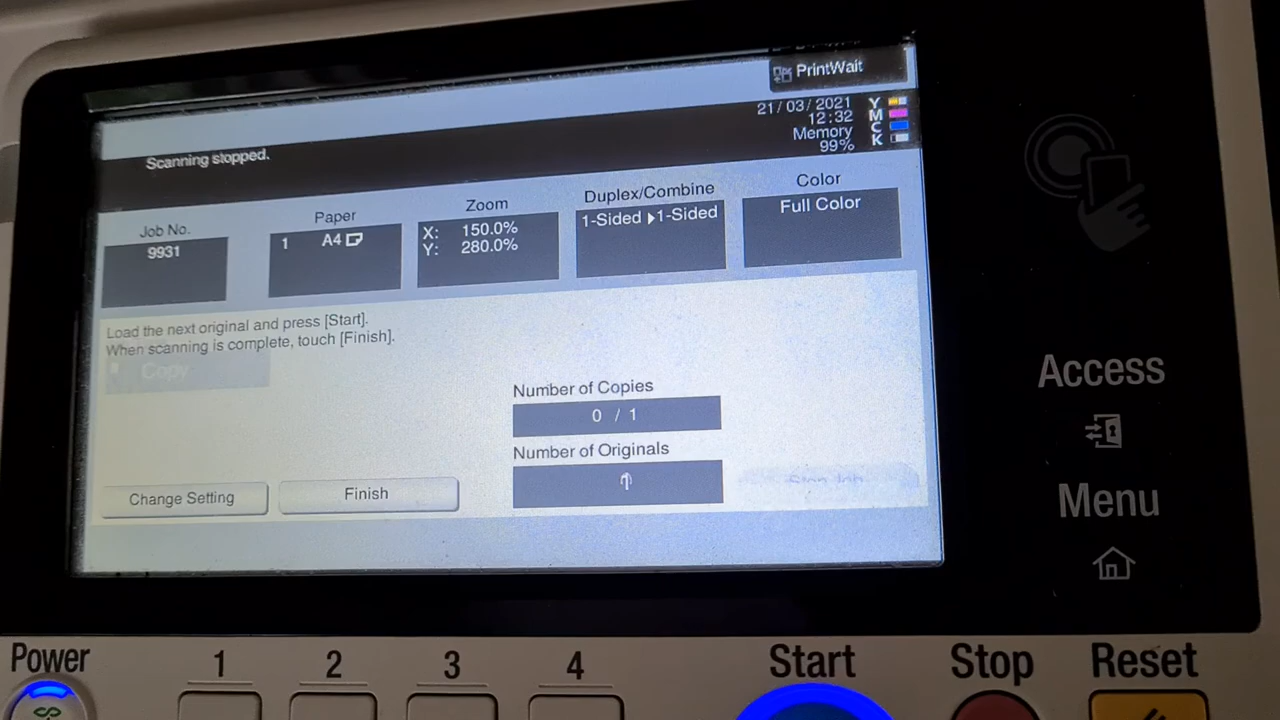 PrintWait
21/03/2021
12:32
Memory
99%
Y
M
C
K
Scanning stopped.
Job No.
9931
Paper
1 A4
Zoom
X: 150.0%
Y: 280.0%
Duplex/Combine
1-Sided ▶1-Sided
Color
Full Color
Load the next original and press [Start].
When scanning is complete, touch [Finish].
Copy
Number of Copies
0 / 1
Number of Originals
Change Setting
Finish
Access
Menu
Power
1
2
3
4
Start
Stop
Reset